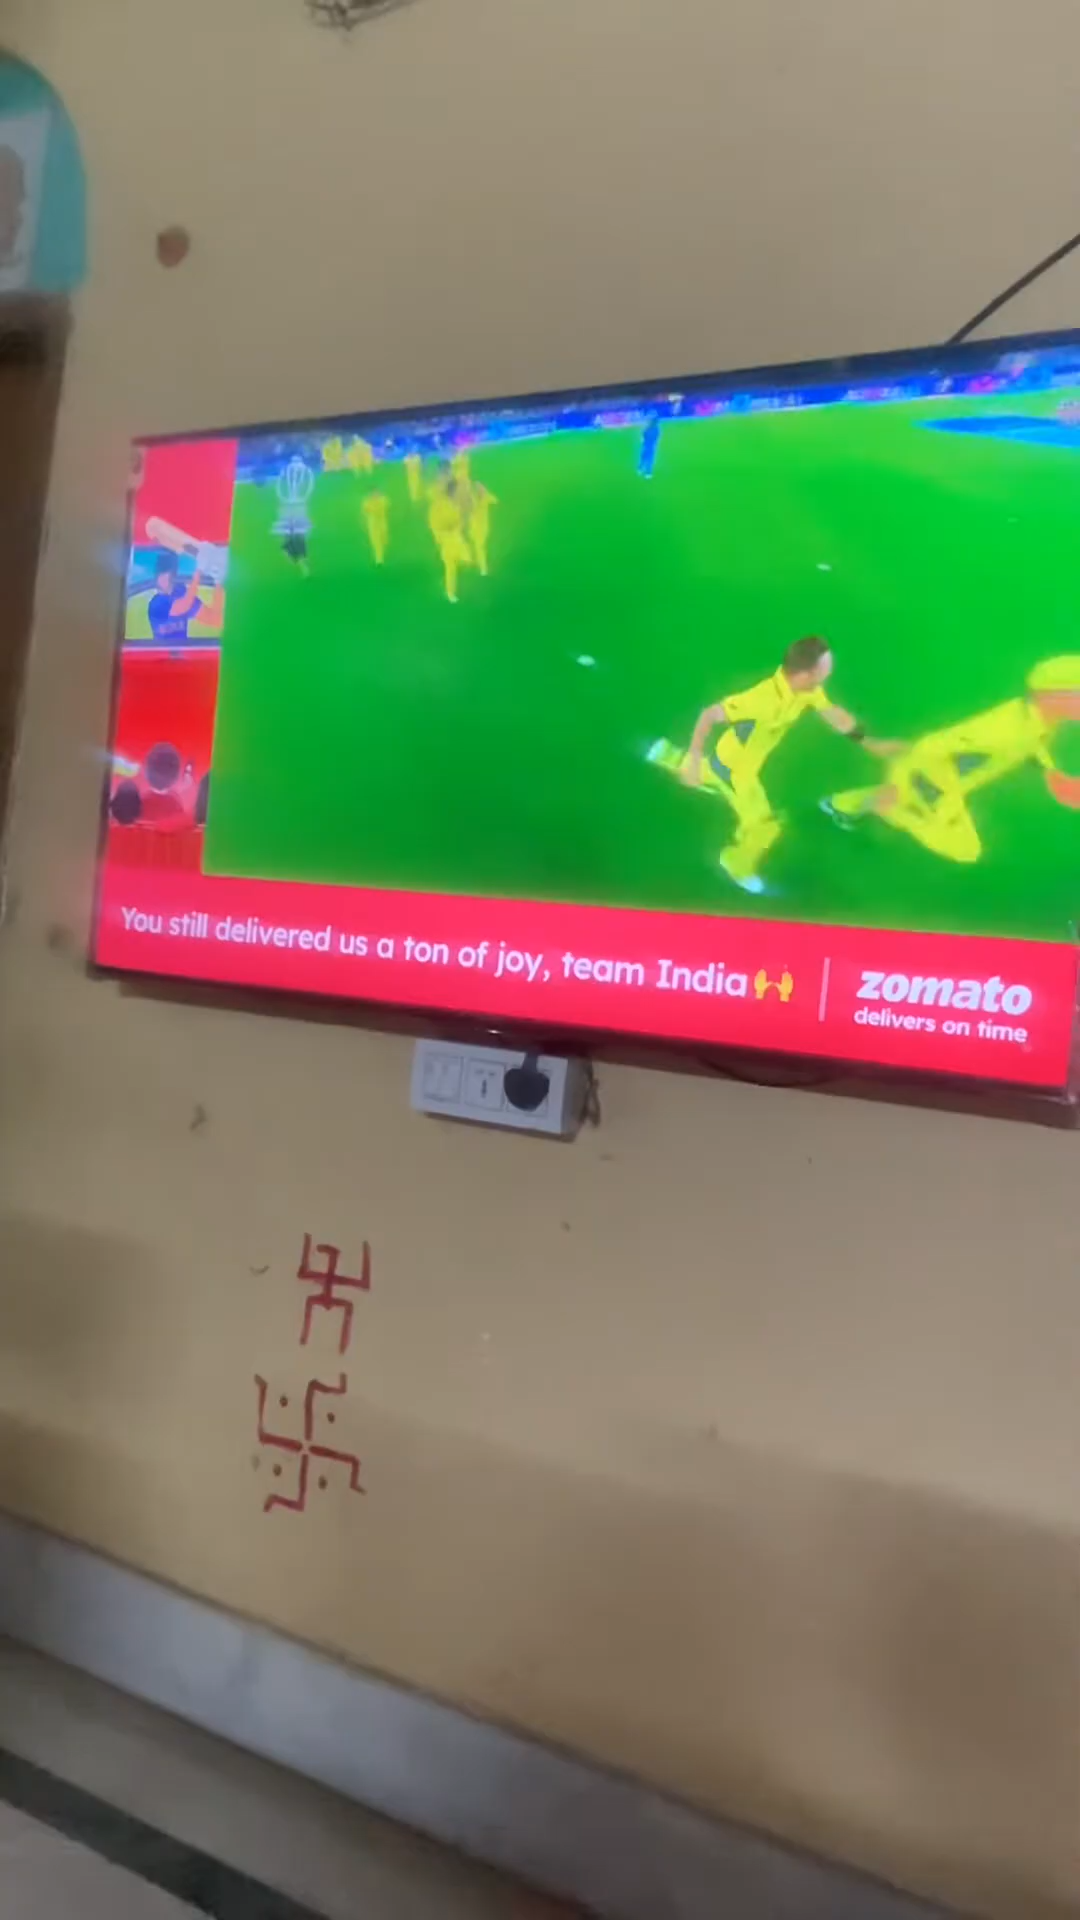 You still delivered us a ton of joy, team India🙌
zomato
delivers on time